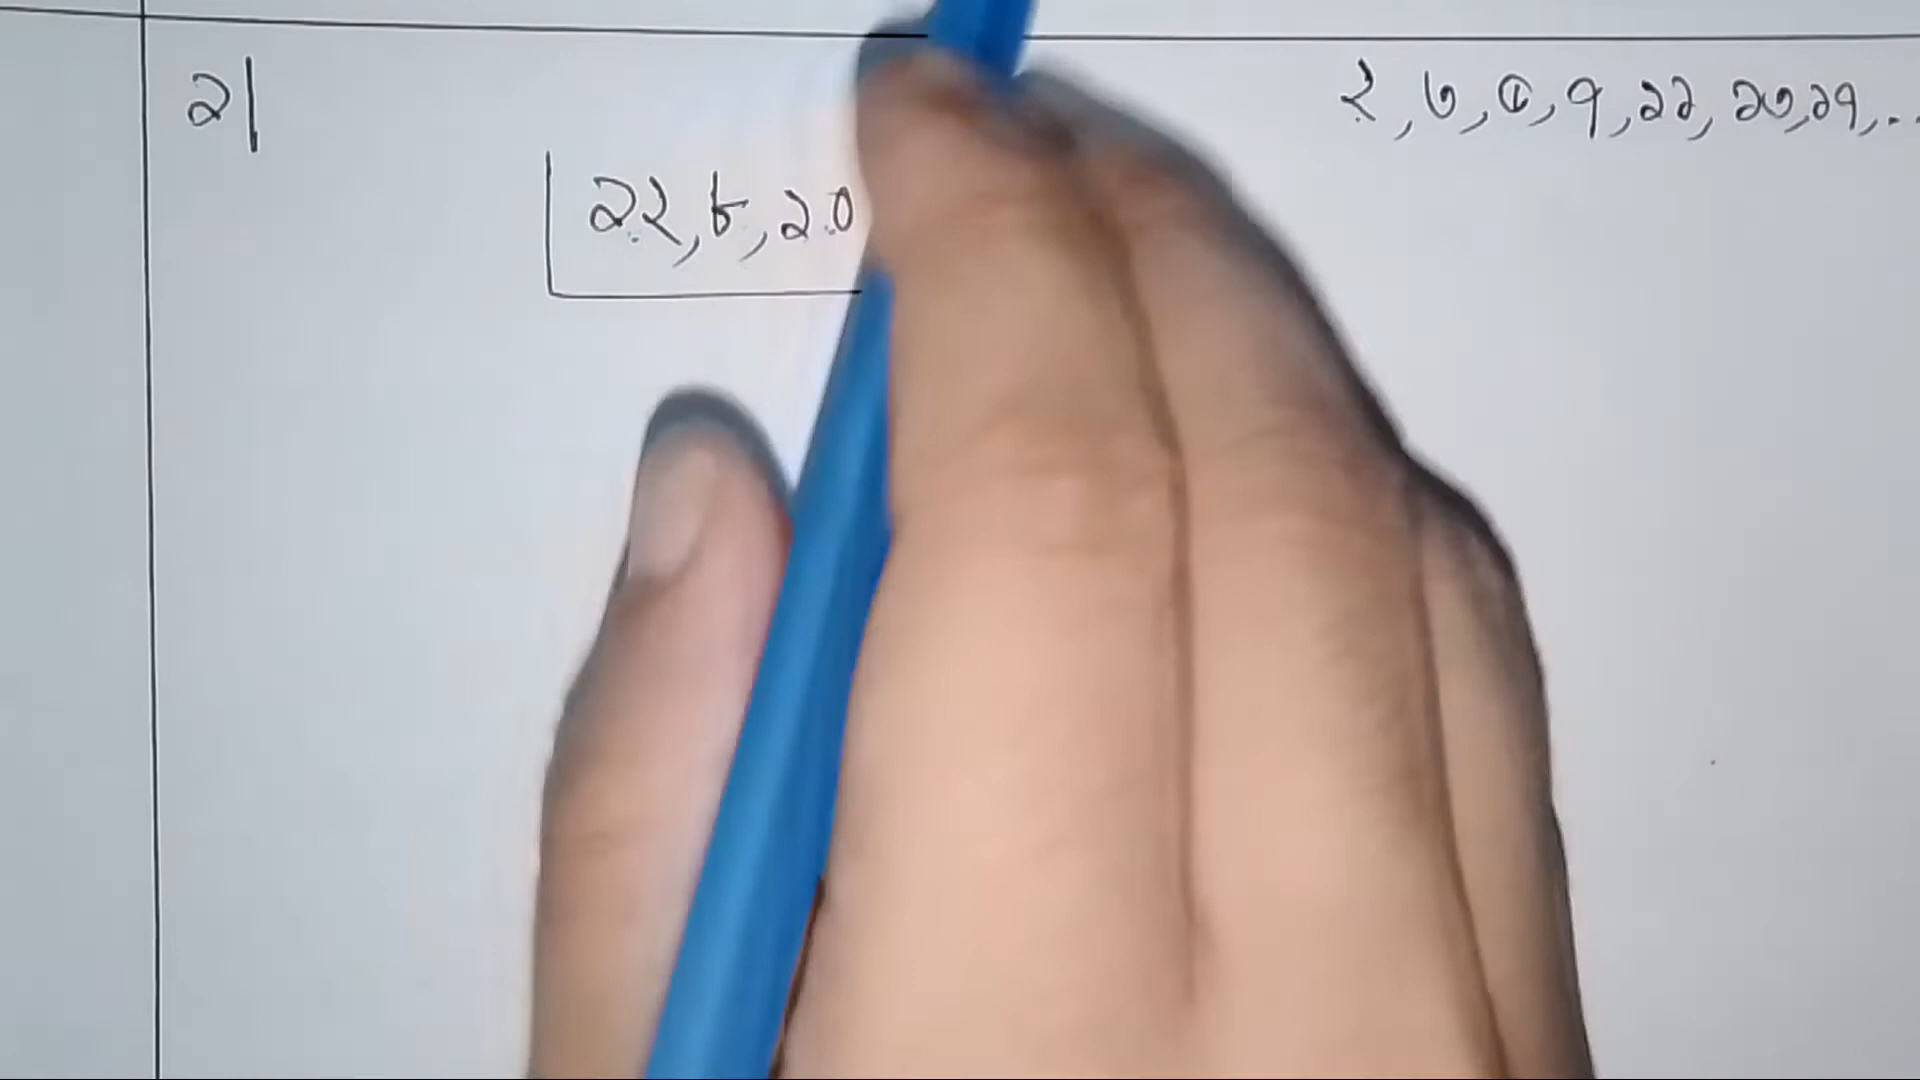 ১। ২, ৩, ৫, ৭, ১১, ১৩, ১৭, ..
১২, ৮, ১০